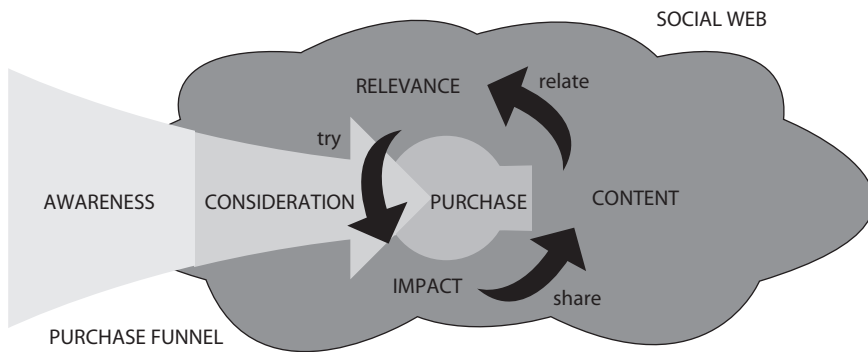 SOCIAL WEB
RELEVANCE
relate
try
AWARENESS
CONSIDERATION
PURCHASE
CONTENT
IMPACT
share
PURCHASE FUNNEL